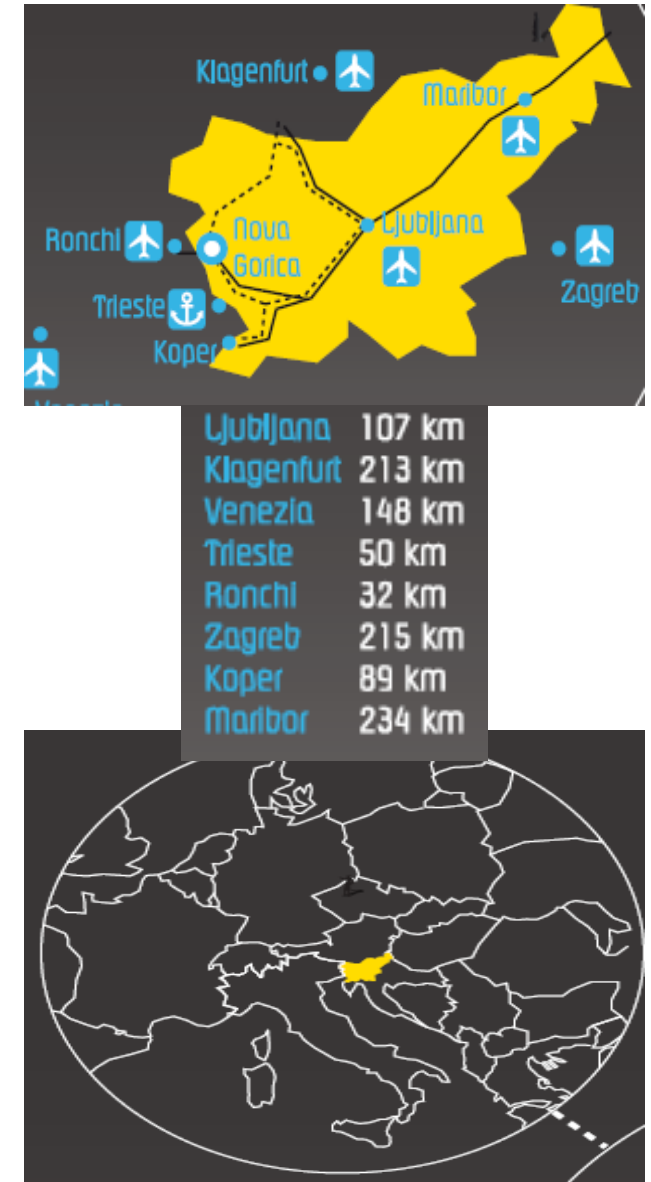 Klagenfurt
Maribor
Ronchi
Nova
Gorica
Ljubljana
Zagreb
Trieste
Koper
Ljubljana 107 km
Klagenfurt 213 km
Venezia 148 km
Trieste 50 km
Ronchi 32 km
Zagreb 215 km
Koper 89 km
Maribor 234 km